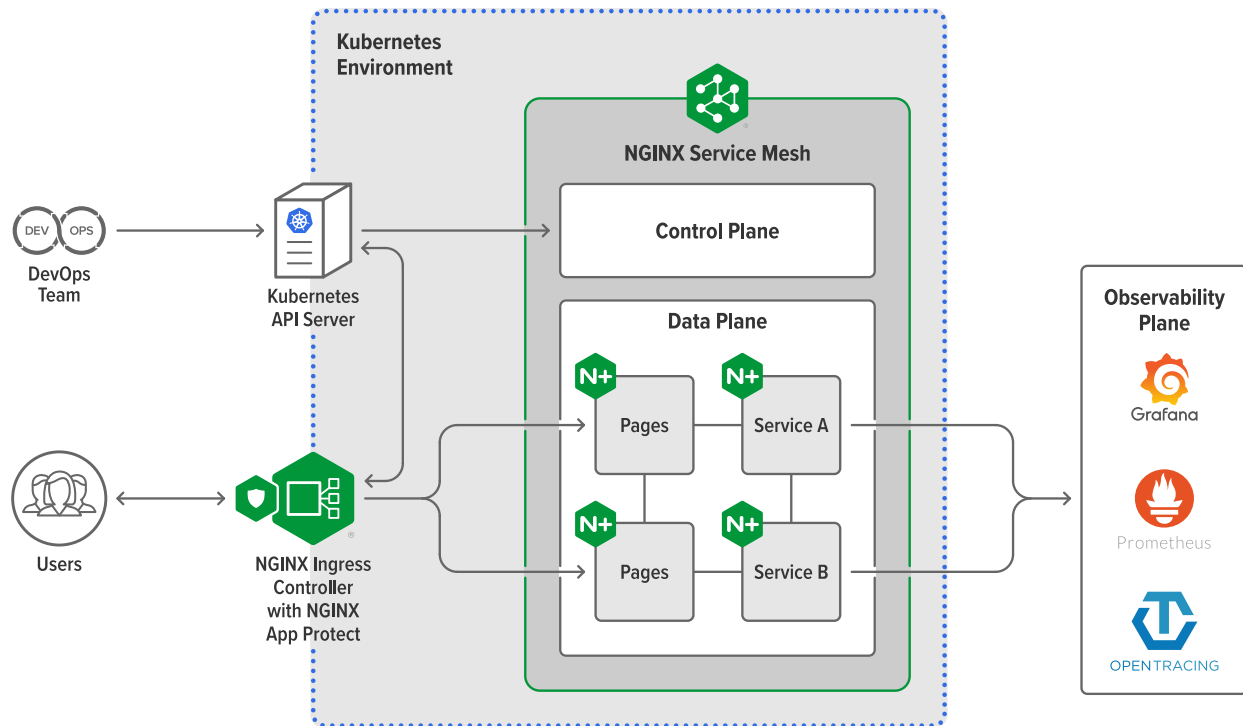 Kubernetes
Environment
NGINX Service Mesh
Control Plane
DEV OPS
DevOps
Team
Kubernetes
API Server
Data Plane
N+
N+
Pages
Service A
N+
N+
Pages
Service B
Users
NGINX Ingress
Controller
with NGINX
App Protect
Observability
Plane
Grafana
Prometheus
OPENTRACING